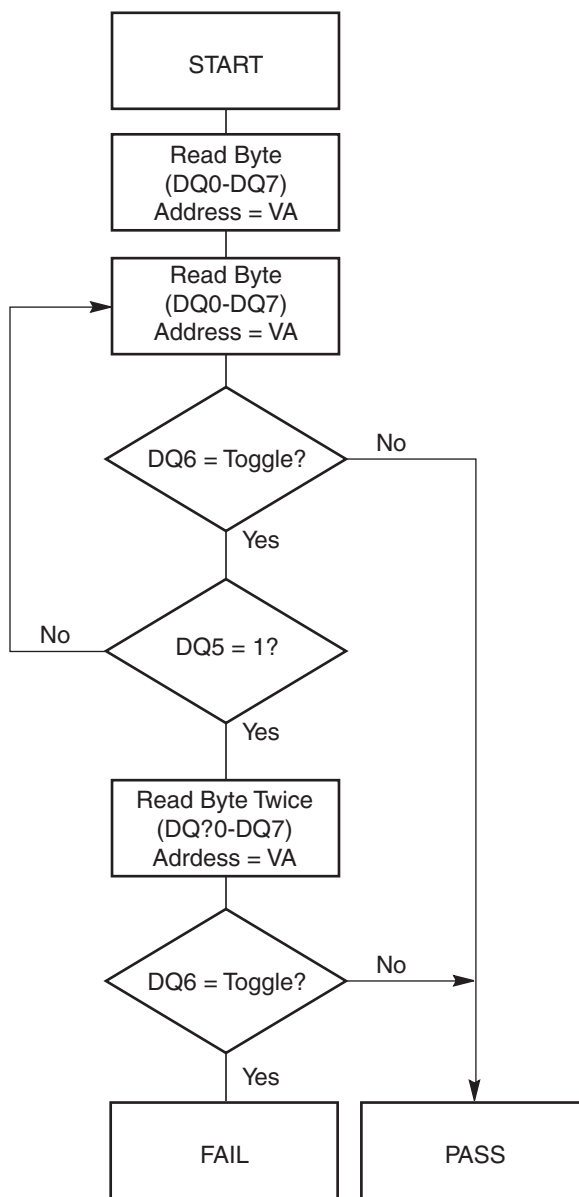 START
Read Byte
(DQ0-DQ7)
Address = VA
Read Byte
(DQ0-DQ7)
Address = VA
DQ6 = Toggle?
No
Yes
No
DQ5 = 1?
Yes
Read Byte Twice
(DQ?0-DQ7)
Adrdess = VA
DQ6 = Toggle?
No
Yes
FAIL
PASS